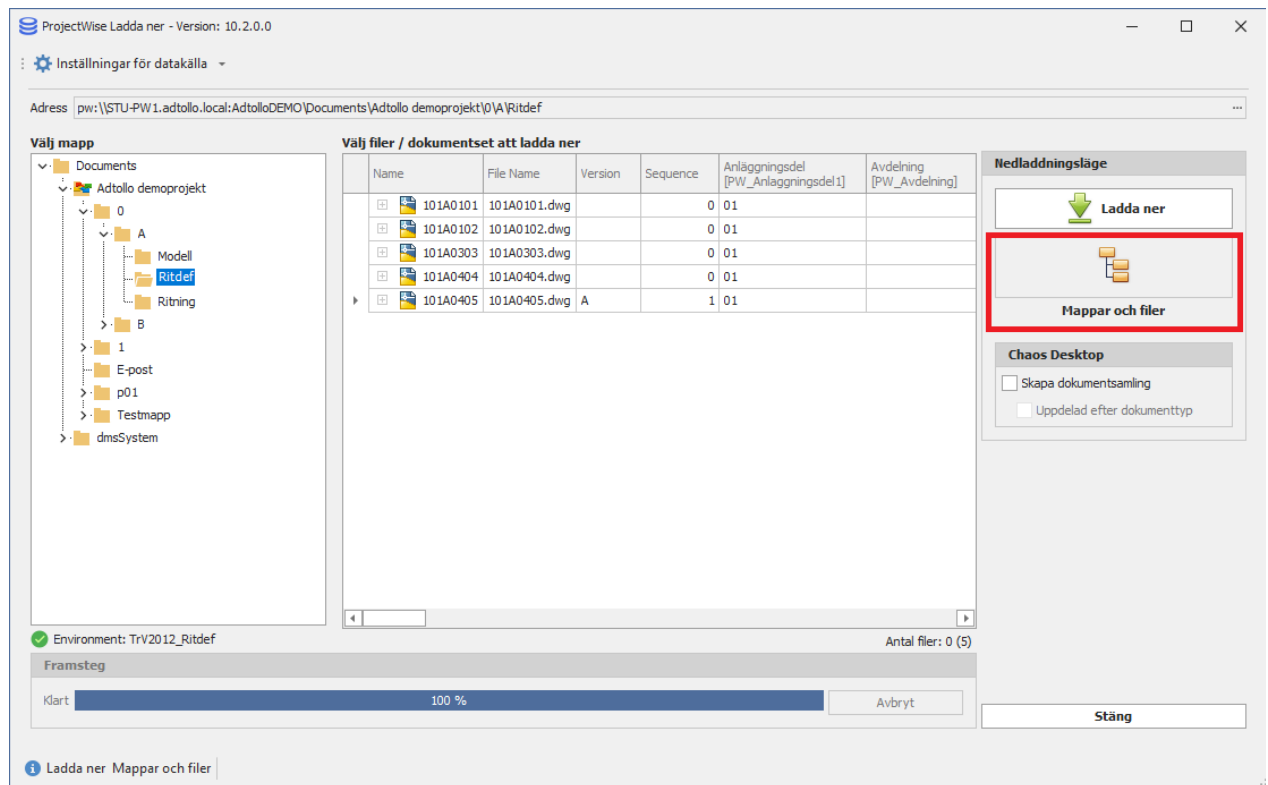 ProjectWise Ladda ner - Version: 10.2.0.0
Inställningar för datakälla
Adress pw:\\STU-PW1.adtollo.local:AdtolloDEMO\Documents\Adtollo demoprojekt\0\A\Ritdef ...
Välj mapp
Documents
Adtollo demoprojekt
0
A
Modell
Ritdef
Ritning
B
1
E-post
p01
Testmapp
dmsSystem
Environment: TrV2012_Ritdef
Välj filer / dokumentset att ladda ner
Name File Name Version Sequence Anläggningsdel [PW_Anlaggningsdel1] Avdelning [PW_Avdelning]
101A0101 101A0101.dwg 0 01
101A0102 101A0102.dwg 0 01
101A0303 101A0303.dwg 0 01
101A0404 101A0404.dwg 0 01
101A0405 101A0405.dwg A 1 01
Antal filer: 0 (5)
Nedladdningsläge
Ladda ner
Mappar och filer
Chaos Desktop
Skapa dokumentsamling
Uppdelad efter dokumenttyp
Framsteg
Klart 100 % Avbryt
Stäng
Ladda ner Mappar och filer